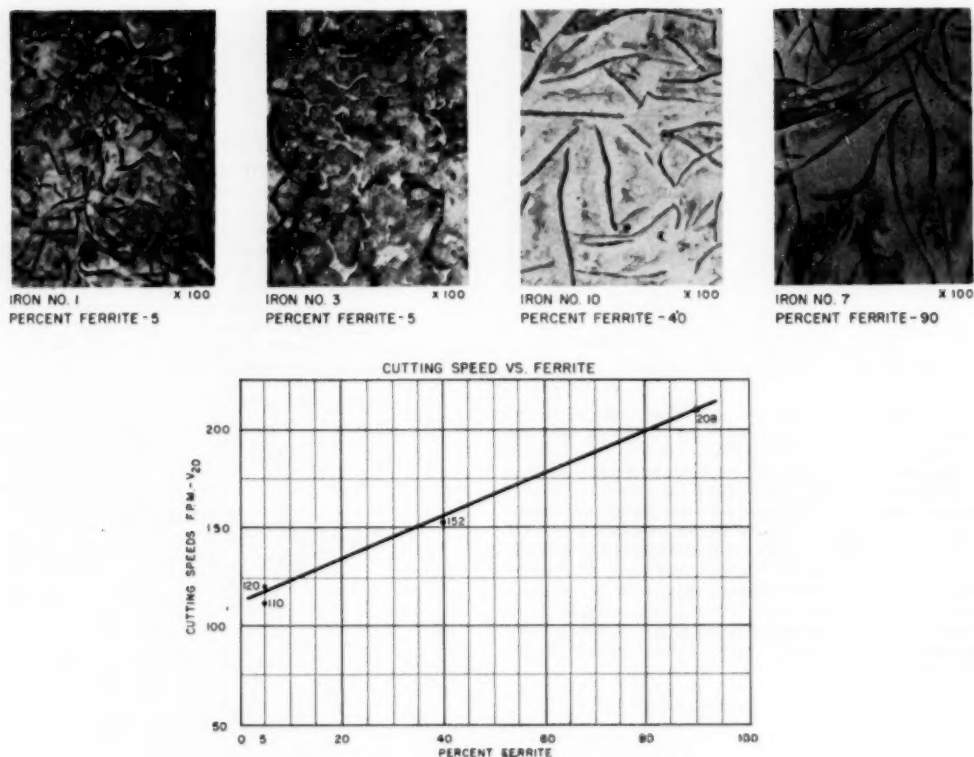 IRON NO. 1 X 100
PERCENT FERRITE - 5
IRON NO. 3 X 100
PERCENT FERRITE - 5
IRON NO. 10 X 100
PERCENT FERRITE - 40
IRON NO. 7 X 100
PERCENT FERRITE - 90
CUTTING SPEED VS. FERRITE
CUTTING SPEEDS F.P.M. - V20
200
150
100
50
208
152
120
110
0 5 20 40 60 80 100
PERCENT FERRITE